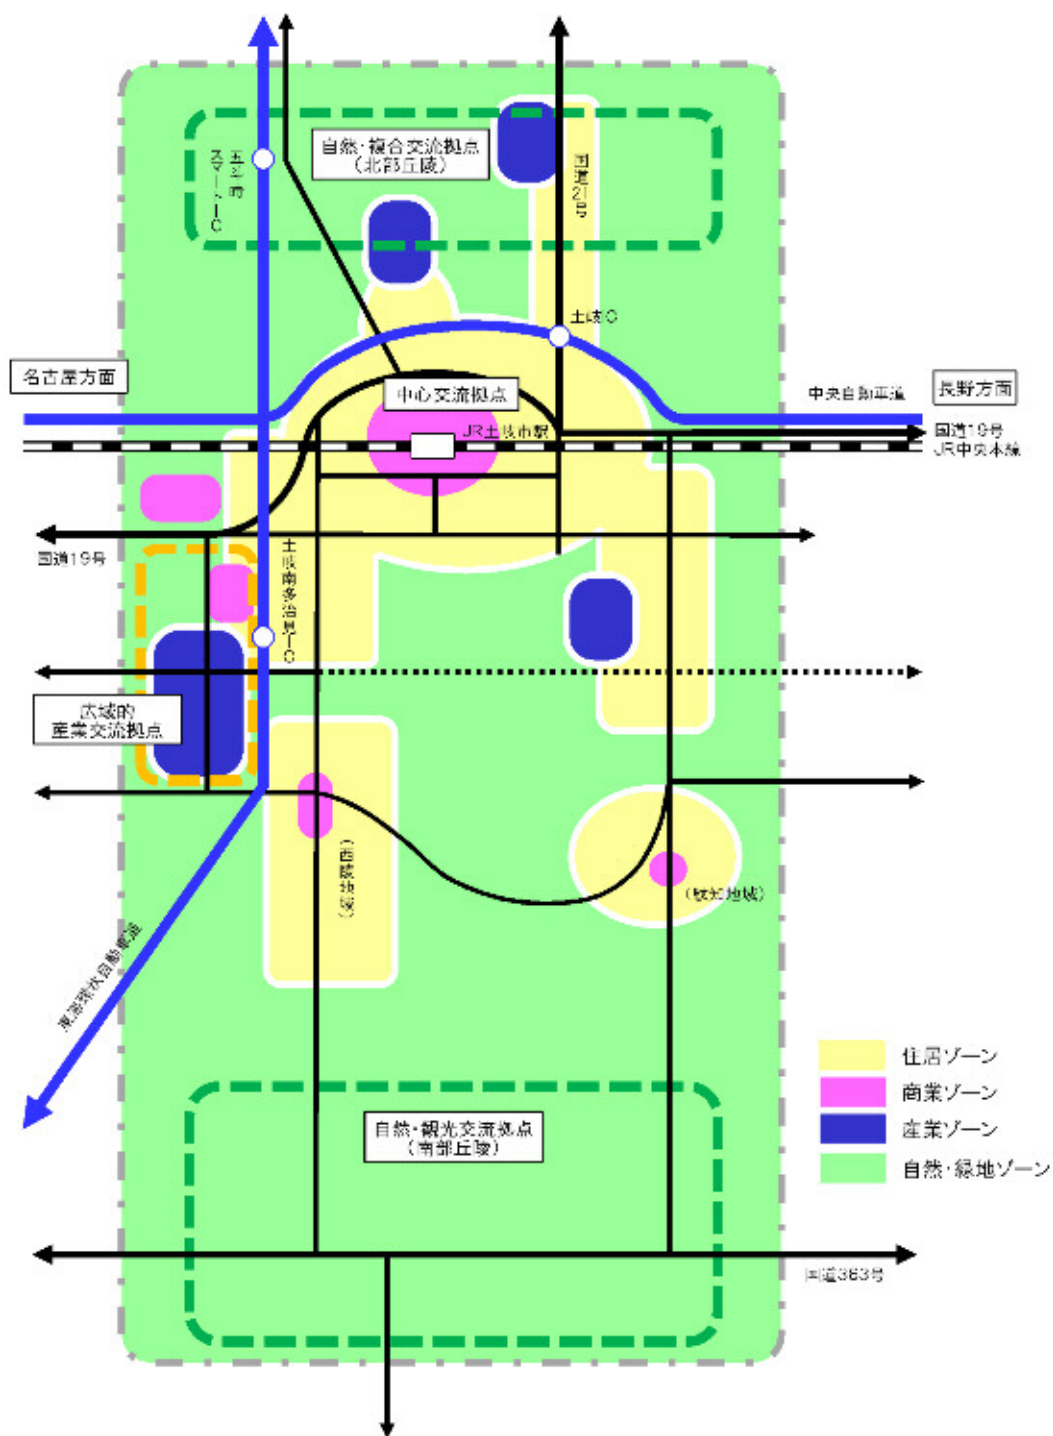 自然・複合交流拠点
（北部丘陵）
五斗蒔
スマートIC
国道21号
土岐IC
名古屋方面
中心交流拠点
中央自動車道
長野方面
JR土岐市駅
国道19号
JR中央本線
国道19号
土岐南多治見IC
広域的
産業交流拠点
（西陵地域）
（駄知地域）
東海環状自動車道
住居ゾーン
商業ゾーン
産業ゾーン
自然・緑地ゾーン
自然・観光交流拠点
（南部丘陵）
国道363号